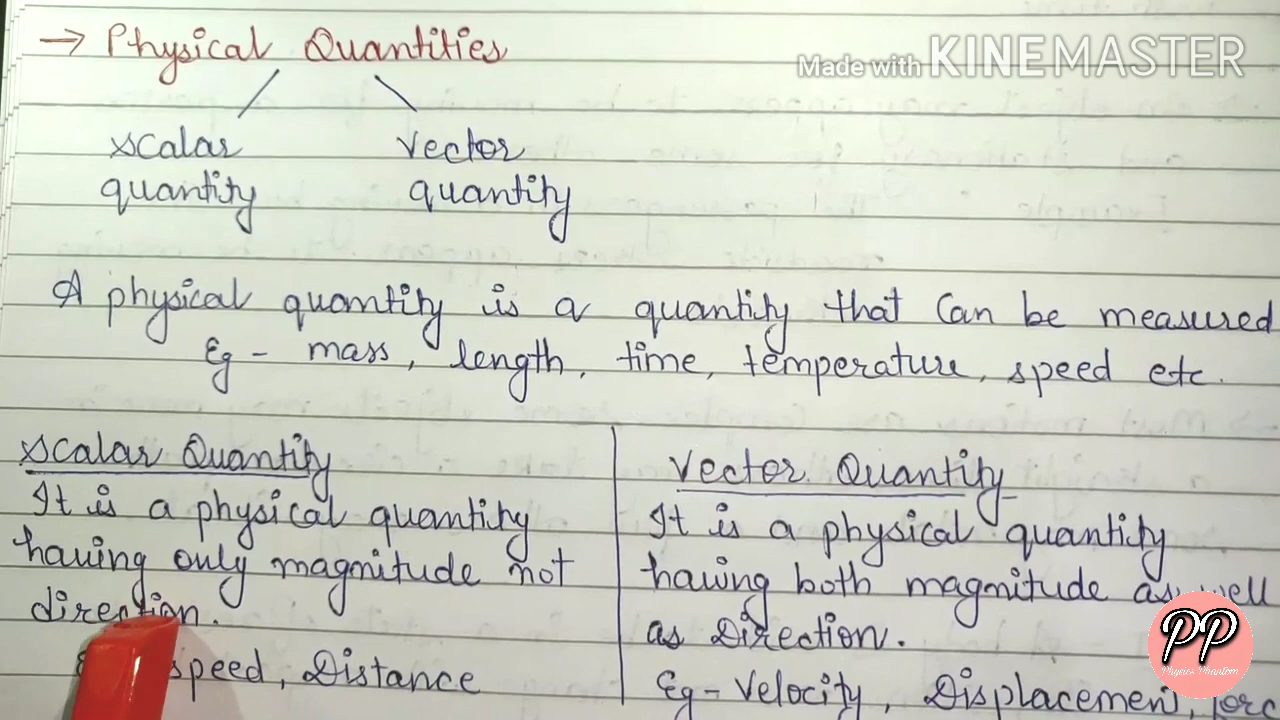 → Physical Quantities
Made with KINEMASTER
scalar quantity
Vector quantity
A physical quantity is a quantity that can be measured
Eg - mass, length, time, temperature, speed etc.
Scalar Quantity
It is a physical quantity
having only magnitude not
direction.
speed, Distance
Vector Quantity
It is a physical quantity
having both magnitude as well
as Direction.
Eg - Velocity, Displacement,
PP
Physics Phantom